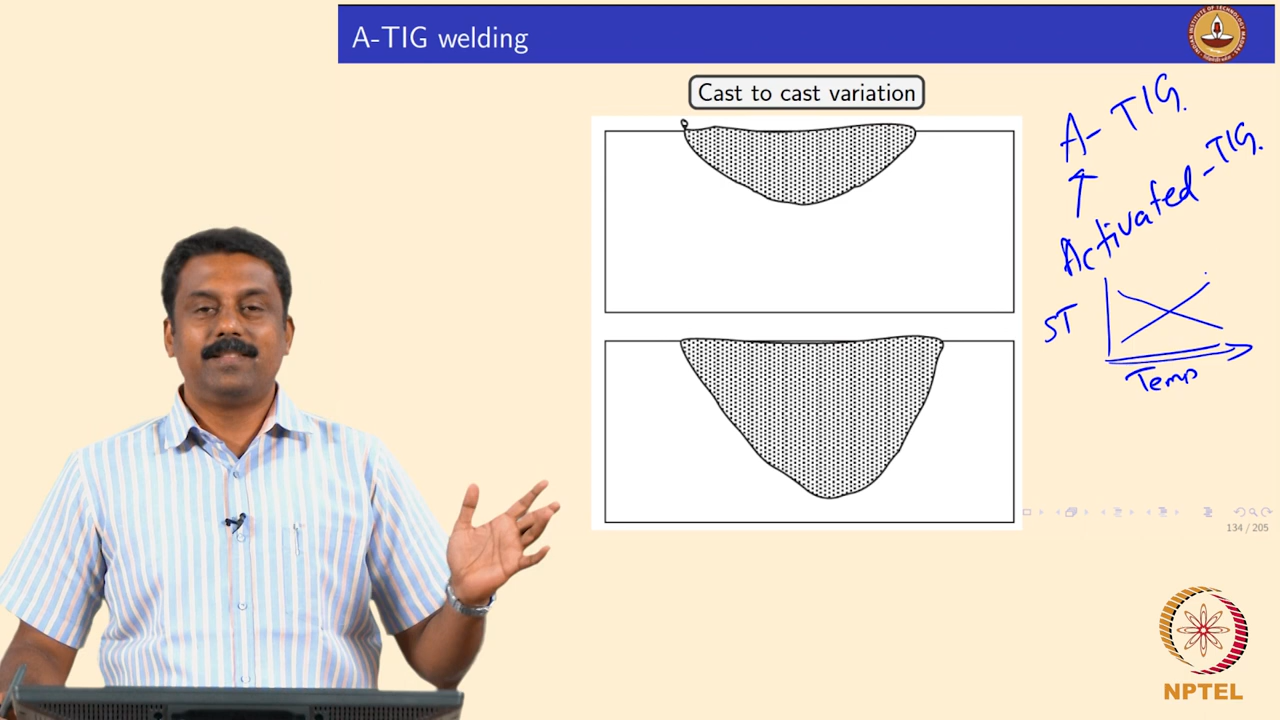 A-TIG welding
Cast to cast variation
A- TIG.
Activated -TIG.
ST
Temp
134 / 205
NPTEL